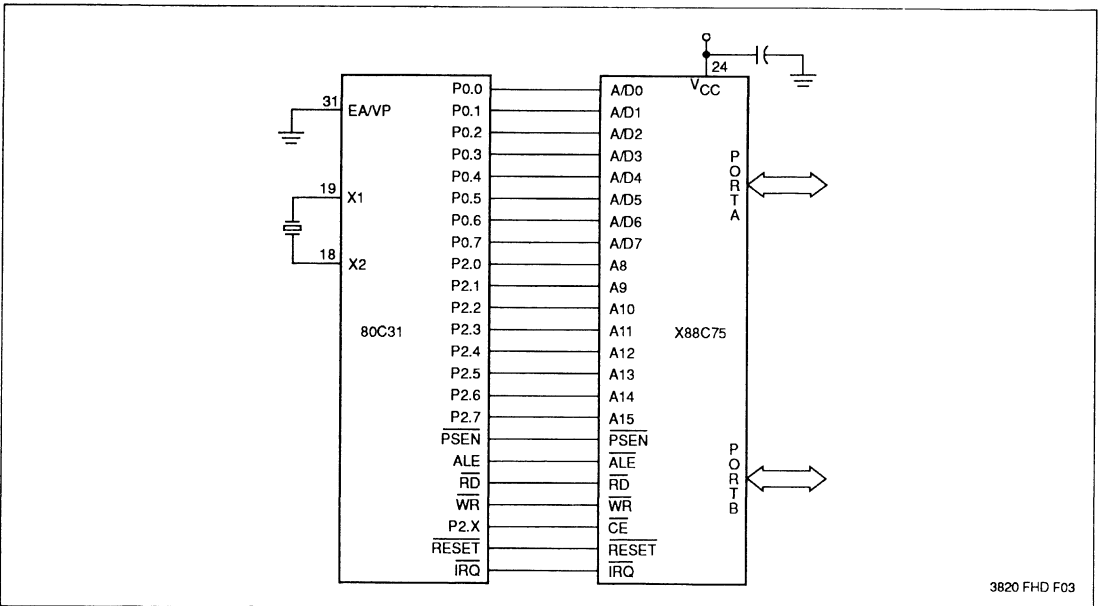 24
VCC
31
EA/VP
19
X1
18
X2
80C31
P0.0
P0.1
P0.2
P0.3
P0.4
P0.5
P0.6
P0.7
P2.0
P2.1
P2.2
P2.3
P2.4
P2.5
P2.6
P2.7
PSEN
ALE
RD
WR
P2.X
RESET
IRQ
A/D0
A/D1
A/D2
A/D3
A/D4
A/D5
A/D6
A/D7
A8
A9
A10
A11
A12
A13
A14
A15
PSEN
ALE
RD
WR
CE
RESET
IRQ
X88C75
PORTA
PORTB
3820 FHD F03